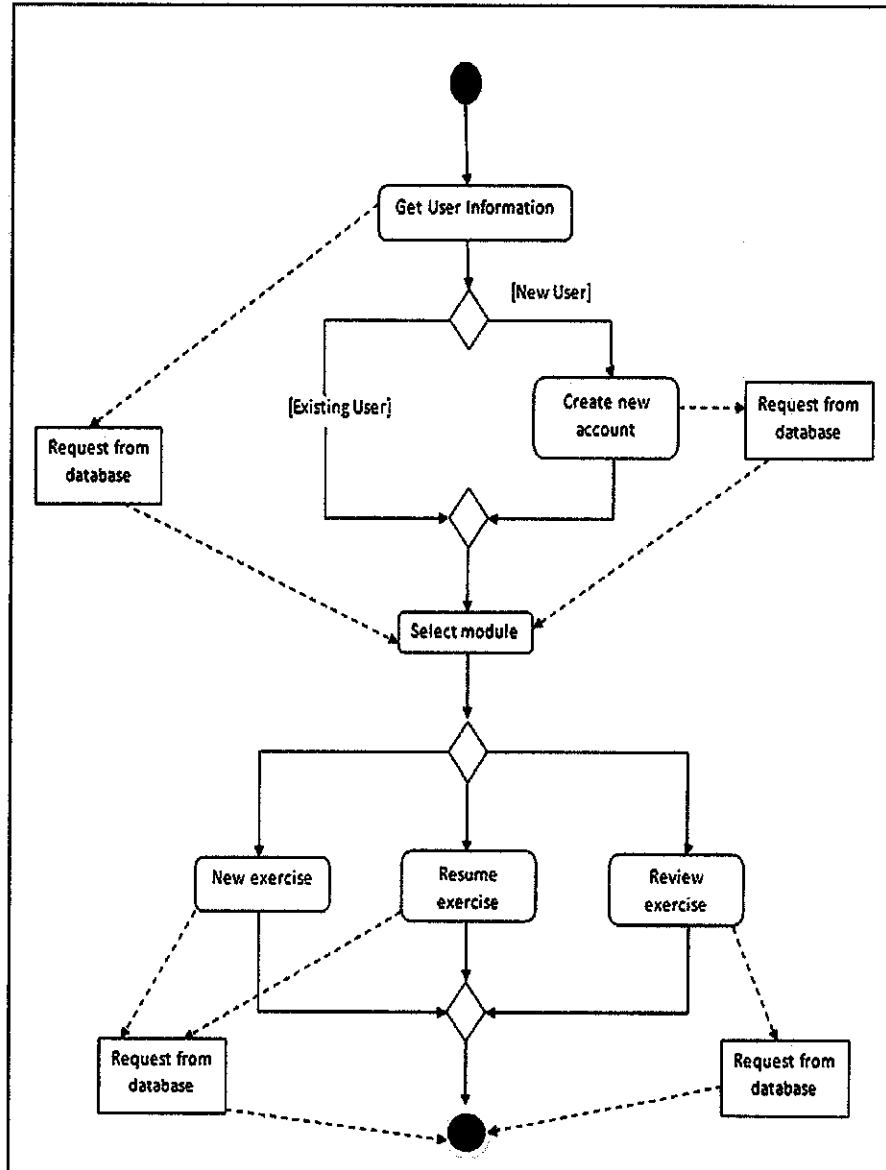 Get User Information
[New User]
[Existing User]
Create new
account
Request from
database
Request from
database
Select module
New exercise
Resume
exercise
Review
exercise
Request from
database
Request from
database